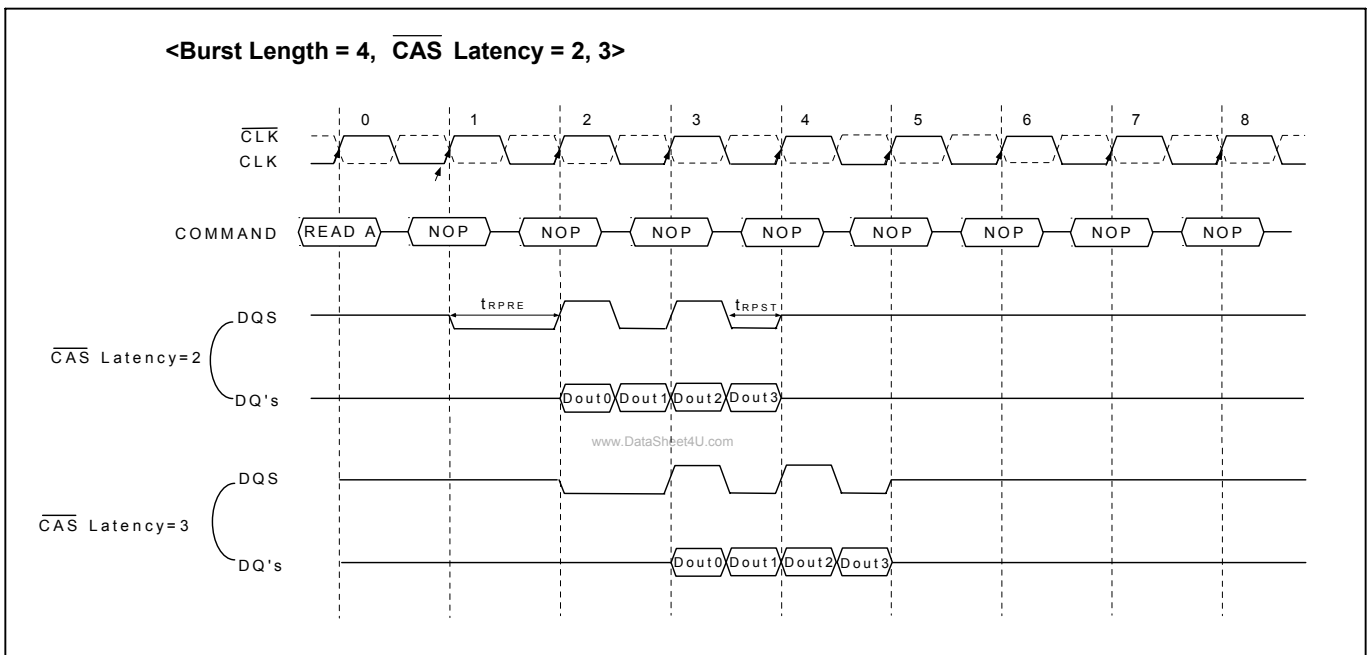 <Burst Length = 4, CAS Latency = 2, 3>
0 1 2 3 4 5 6 7 8
CLK
CLK
COMMAND READ A NOP NOP NOP NOP NOP NOP NOP NOP
tRPRE tRPST
DQS
CAS Latency=2
DQ's Dout0 Dout1 Dout2 Dout3
www.DataSheet4U.com
DQS
CAS Latency=3
DQ's Dout0 Dout1 Dout2 Dout3